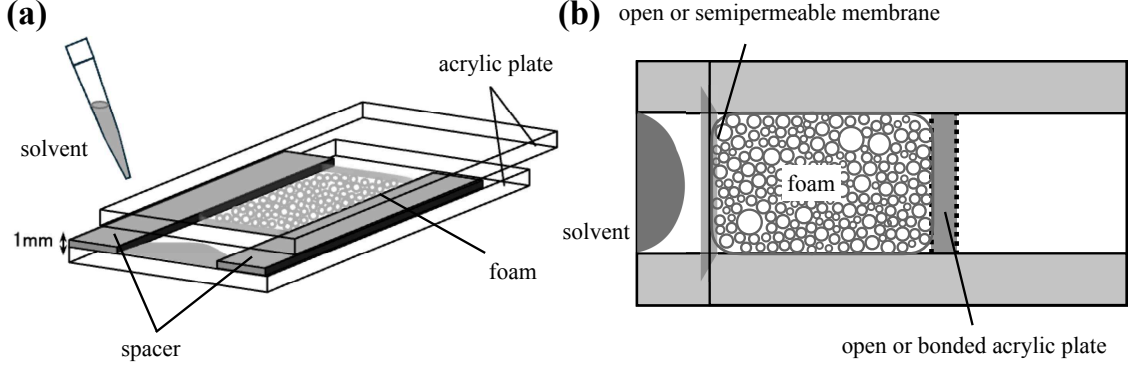 (a)
acrylic plate
solvent
1mm
foam
spacer
(b)
open or semipermeable membrane
foam
solvent
open or bonded acrylic plate